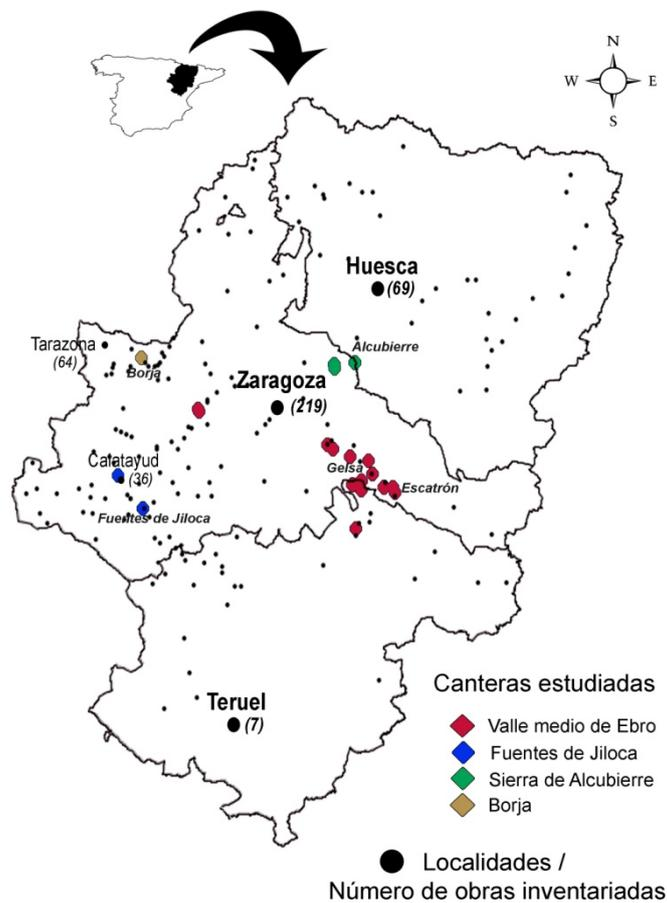 N
W E
S
Huesca
(69)
Tarazona
(64)
Borja
Alcubierre
Zaragoza
(219)
Calatayud
(36)
Gelsa
Escatrón
Fuentes de Jiloca
Teruel
(7)
Canteras estudiadas
Valle medio de Ebro
Fuentes de Jiloca
Sierra de Alcubierre
Borja
Localidades /
Número de obras inventariadas